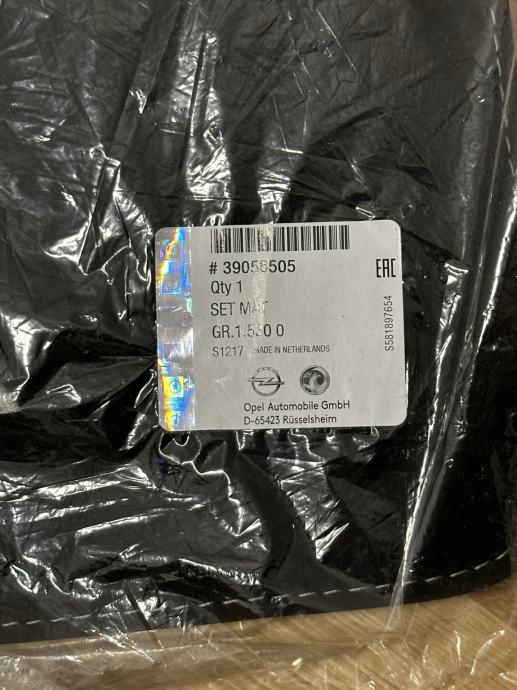 # 39056505
EAC
Qty 1
SET MAT
GR.1.550 0
S1217 MADE IN NETHERLANDS
S581897654
Opel Automobile GmbH
D-65423 Rüsselsheim